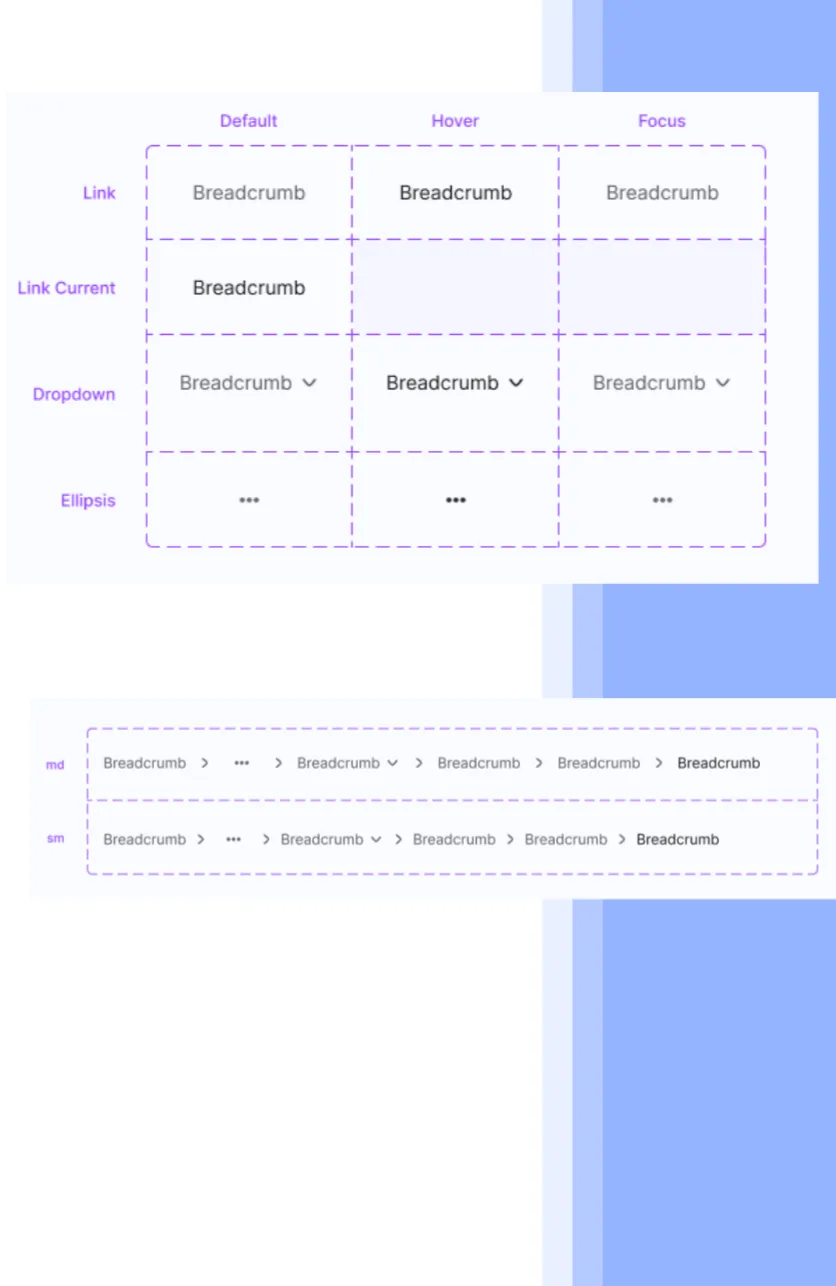 Default Hover Focus
Link Breadcrumb Breadcrumb Breadcrumb
Link Current Breadcrumb
Dropdown Breadcrumb Breadcrumb Breadcrumb
Ellipsis ••• ••• •••
md Breadcrumb > ••• > Breadcrumb > Breadcrumb > Breadcrumb > Breadcrumb
sm Breadcrumb > ••• > Breadcrumb > Breadcrumb > Breadcrumb > Breadcrumb